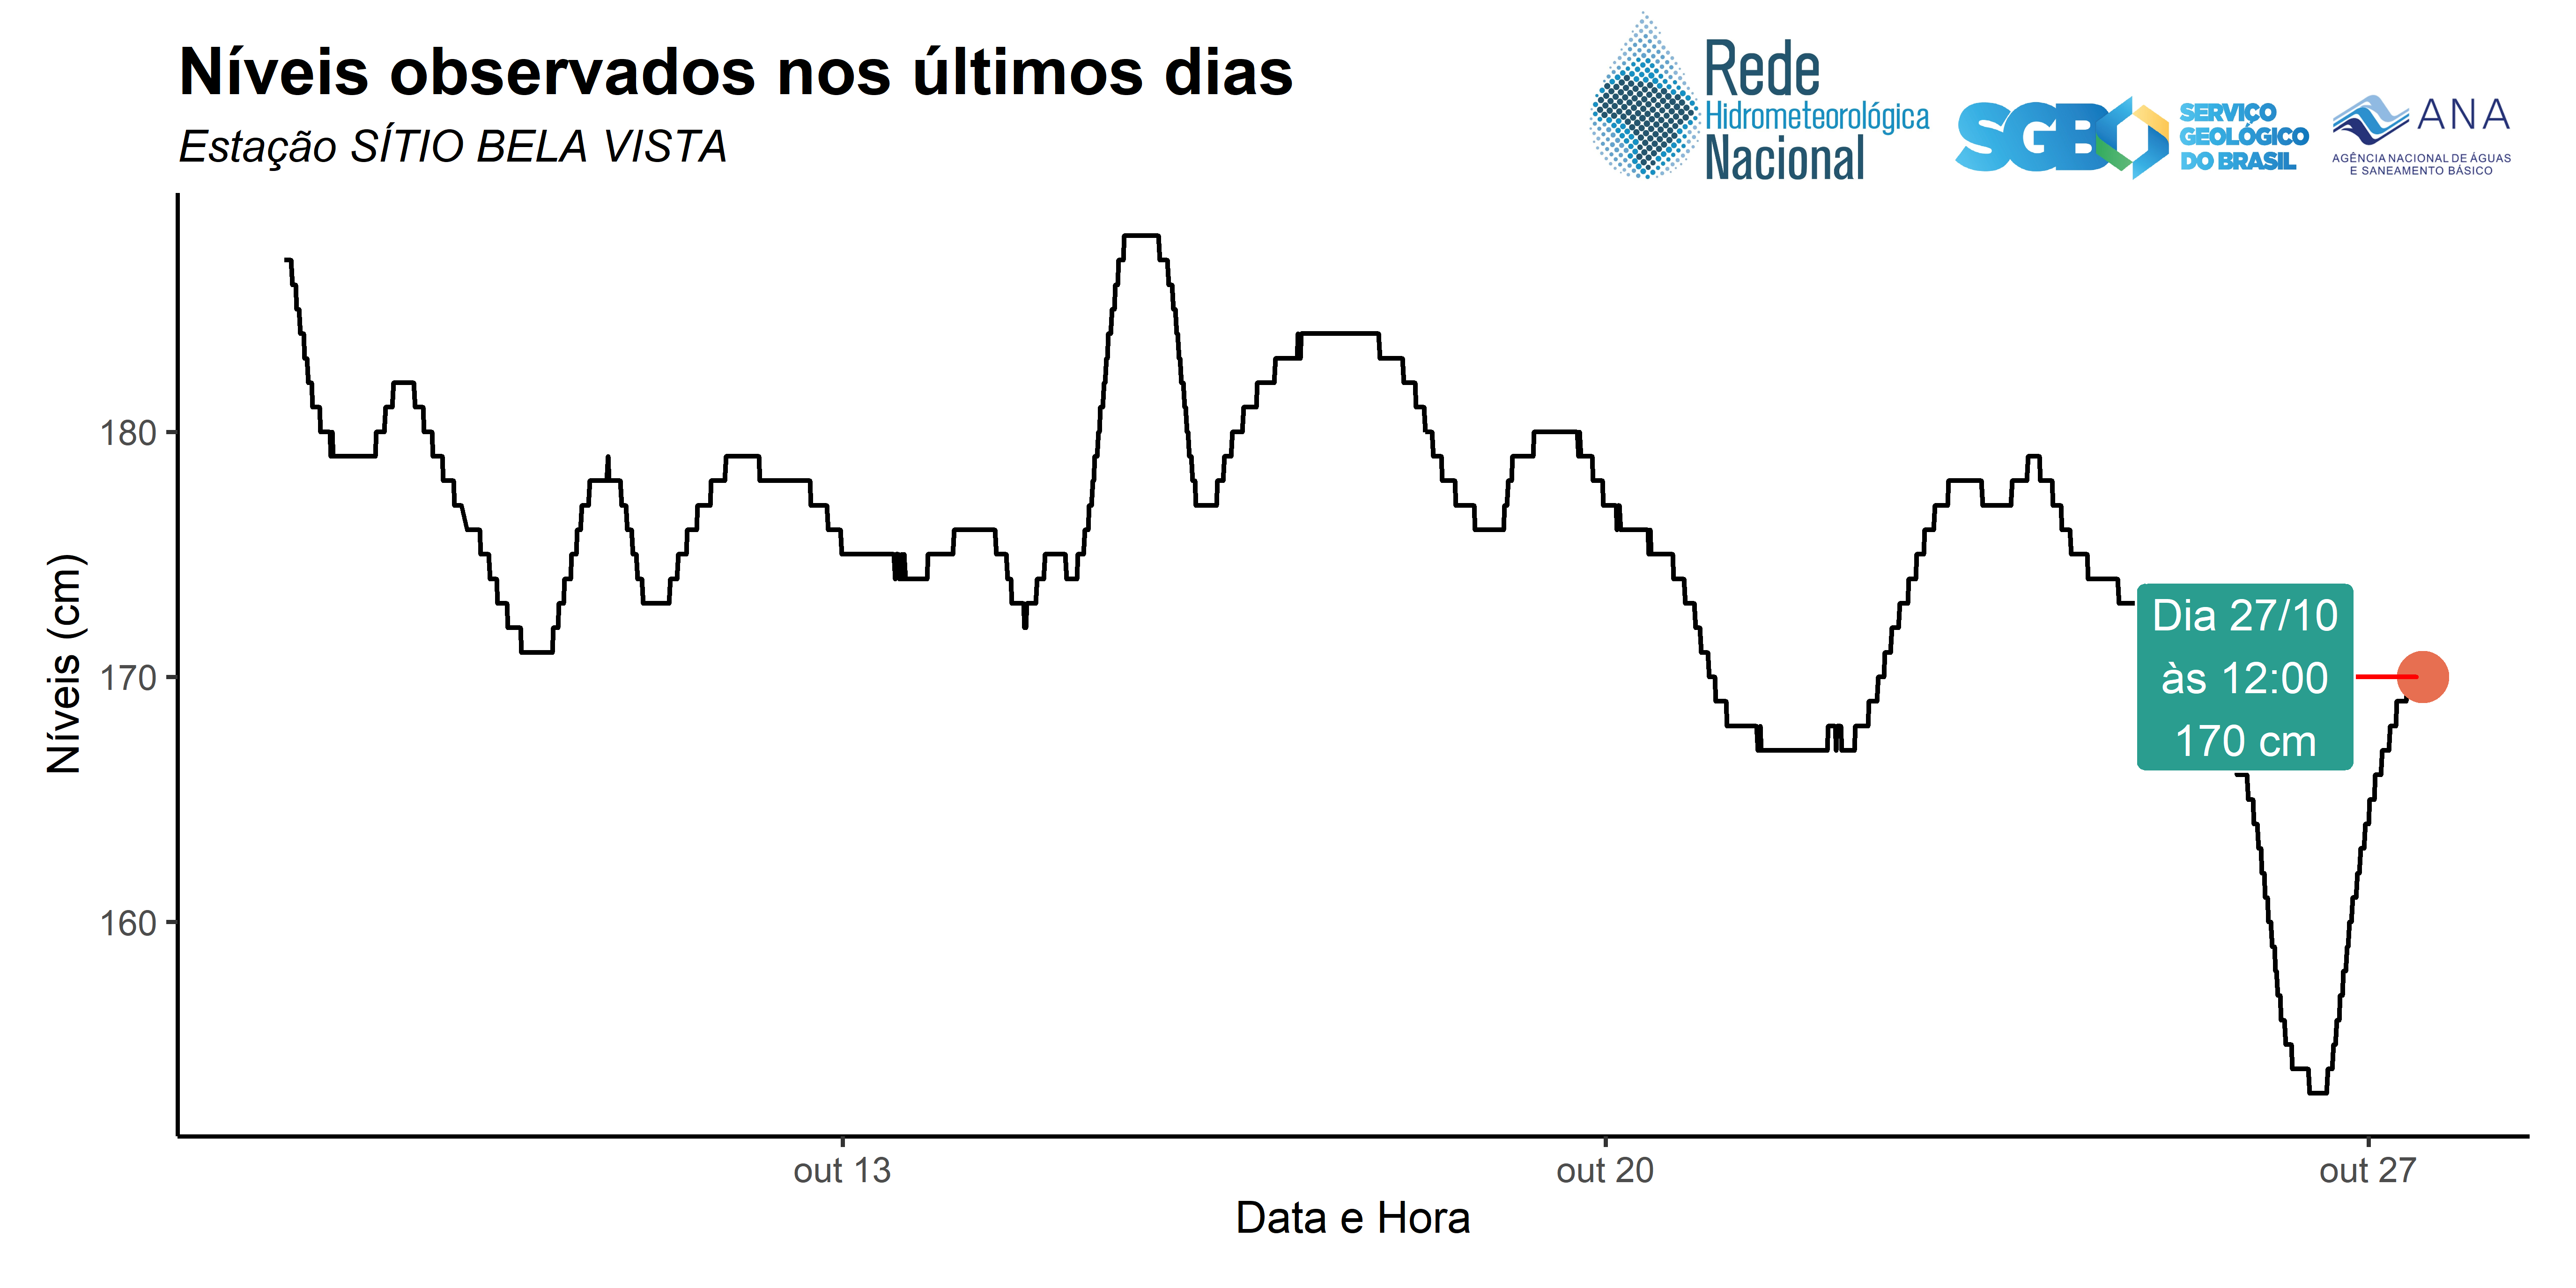 Níveis observados nos últimos dias
Estação SÍTIO BELA VISTA
Rede
Hidrometeorológica
Nacional
SGB
SERVIÇO
GEOLÓGICO
DO BRASIL
ANA
AGÊNCIA NACIONAL DE ÁGUAS
E SANEAMENTO BÁSICO
Níveis (cm)
180
170
160
Dia 27/10
às 12:00
170 cm
out 13
out 20
out 27
Data e Hora